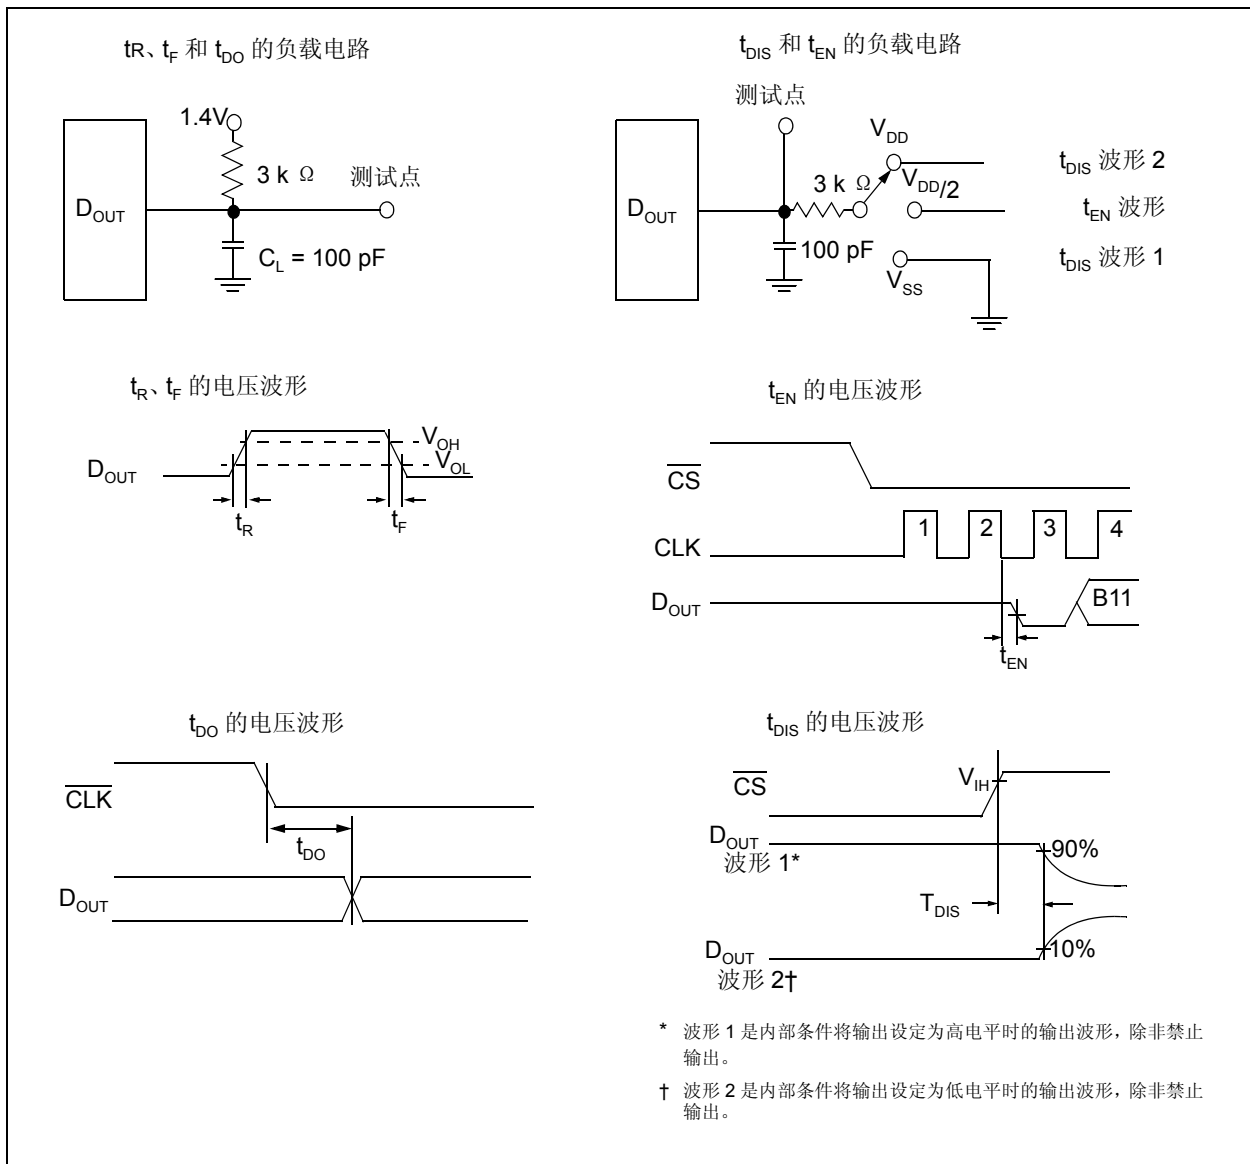 tR、tF 和 tDO 的负载电路
1.4V
3 k Ω
测试点
DOUT
CL = 100 pF
tDIS 和 tEN 的负载电路
测试点
VDD
tDIS 波形 2
3 k Ω
VDD/2
DOUT
tEN 波形
100 pF
tDIS 波形 1
VSS
tR、tF 的电压波形
VOH
DOUT
VOL
tR
tF
tEN 的电压波形
CS
1 2 3 4
CLK
DOUT
B11
tEN
tDO 的电压波形
CLK
tDO
DOUT
tDIS 的电压波形
VIH
CS
DOUT
波形 1*
90%
TDIS
DOUT
10%
波形 2†
* 波形 1 是内部条件将输出设定为高电平时的输出波形，除非禁止
输出。
† 波形 2 是内部条件将输出设定为低电平时的输出波形，除非禁止
输出。